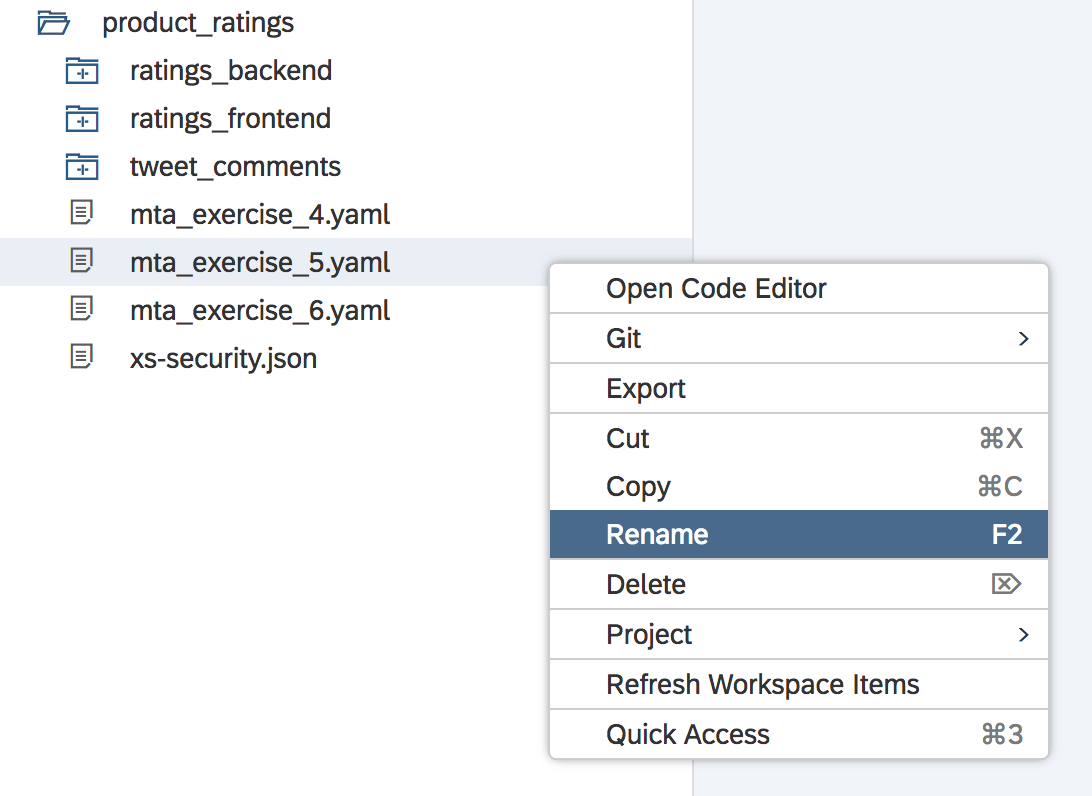 product_ratings
ratings_backend
ratings_frontend
tweet_comments
mta_exercise_4.yaml
mta_exercise_5.yaml
mta_exercise_6.yaml
xs-security.json
Open Code Editor
Git
Export
Cut ⌘X
Copy ⌘C
Rename F2
Delete ⌦
Project
Refresh Workspace Items
Quick Access ⌘3